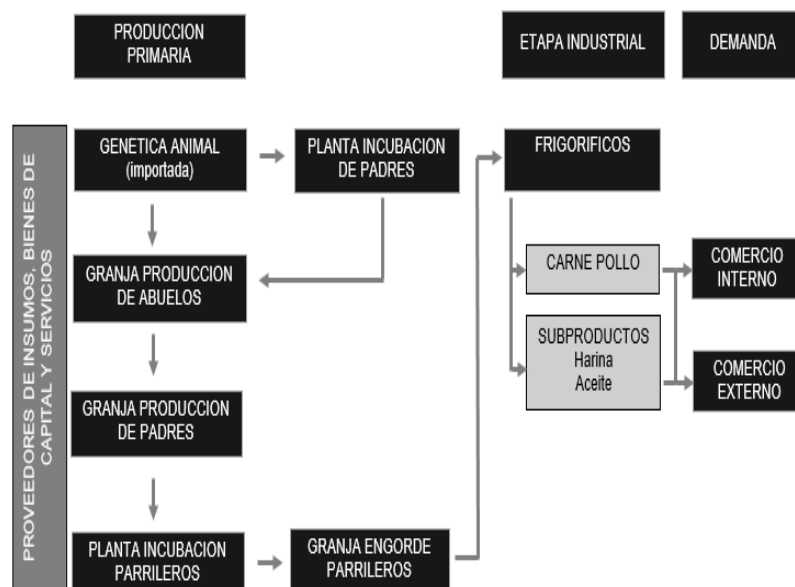 PRODUCCION
PRIMARIA
ETAPA INDUSTRIAL
DEMANDA
PROVEEDORES DE INSUMOS, BIENES DE
CAPITAL Y SERVICIOS
GENETICA ANIMAL
(importada)
PLANTA INCUBACION
DE PADRES
FRIGORIFICOS
GRANJA PRODUCCION
DE ABUELOS
CARNE POLLO
COMERCIO
INTERNO
SUBPRODUCTOS
Harina
Aceite
COMERCIO
EXTERNO
GRANJA PRODUCCION
DE PADRES
PLANTA INCUBACION
PARRILEROS
GRANJA ENGORDE
PARRILEROS